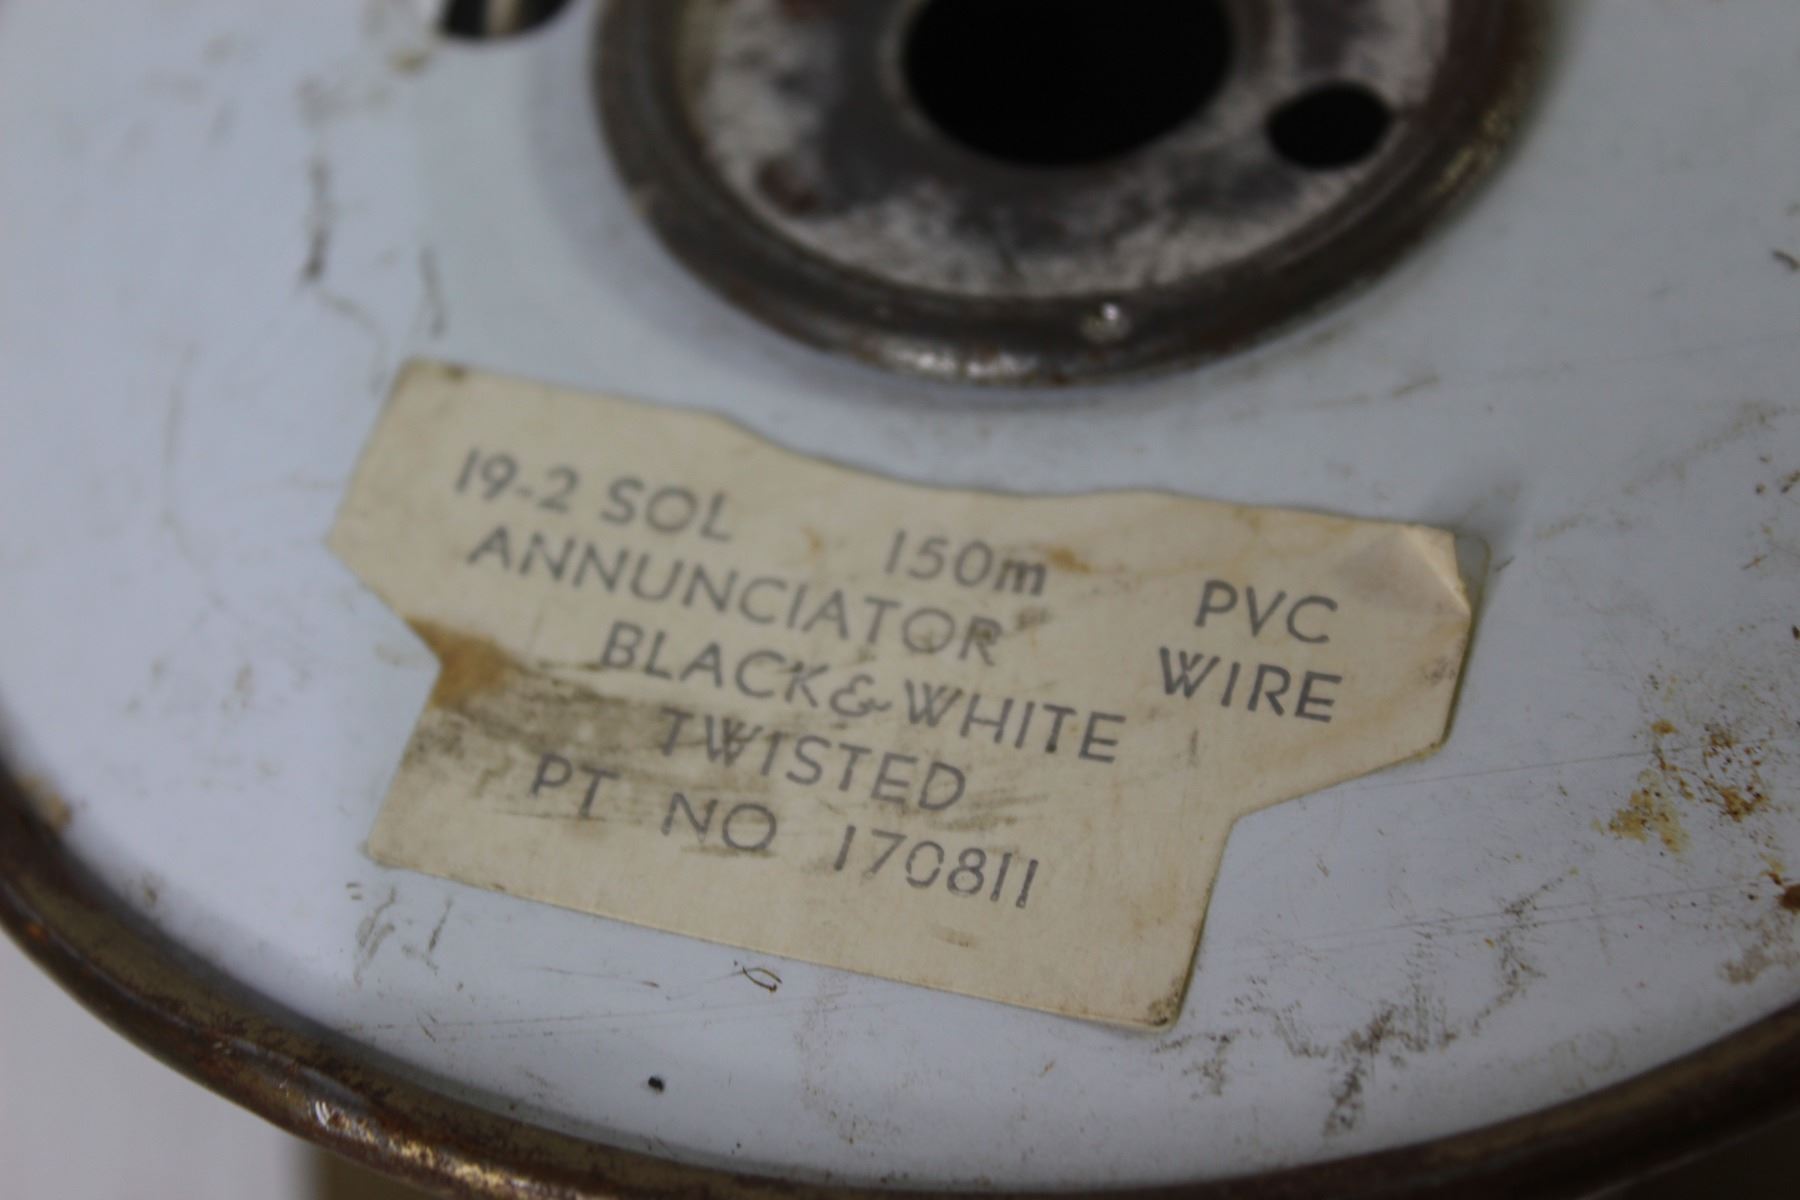 19-2 SOL 150m PVC
ANNUNCIATOR WIRE
BLACK & WHITE
TWISTED
PT NO 170811